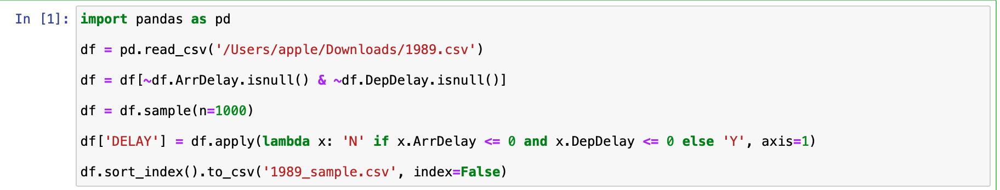 In [1]: import pandas as pd
df = pd.read_csv('/Users/apple/Downloads/1989.csv')
df = df[~df.ArrDelay.isnull() & ~df.DepDelay.isnull()]
df = df.sample(n=1000)
df['DELAY'] = df.apply(lambda x: 'N' if x.ArrDelay <= 0 and x.DepDelay <= 0 else 'Y', axis=1)
df.sort_index().to_csv('1989_sample.csv', index=False)